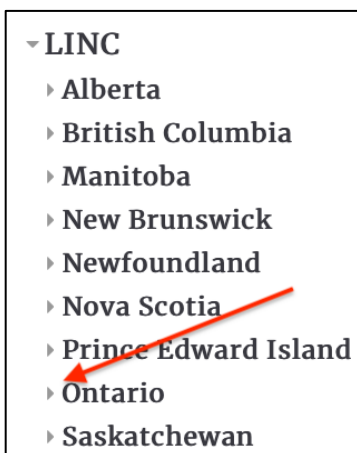 LINC
Alberta
British Columbia
Manitoba
New Brunswick
Newfoundland
Nova Scotia
Prince Edward Island
Ontario
Saskatchewan